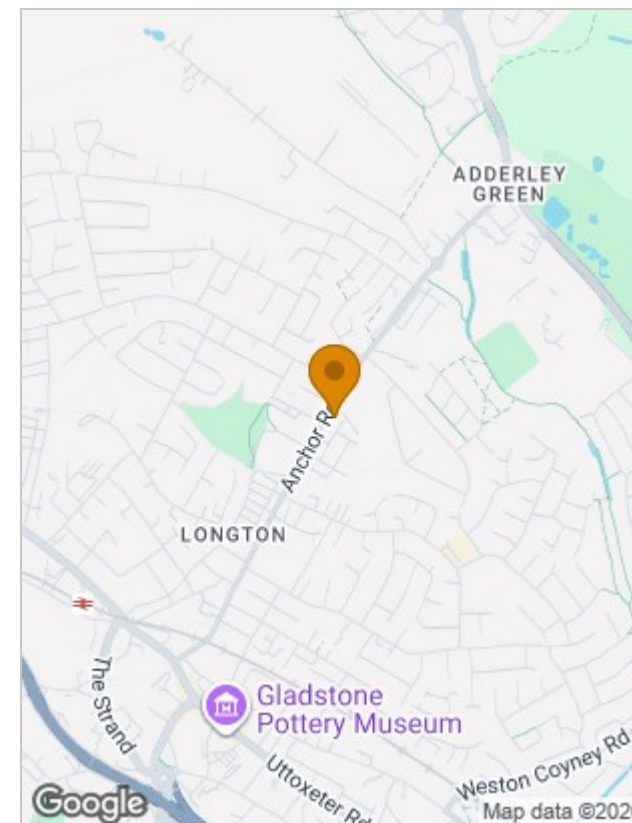 ADDERLEY
GREEN
Anchor R
LONGTON
The Strand
Gladstone
Pottery Museum
Uttoxeter Rd
Weston Coyney Rd
Google
Map data ©202